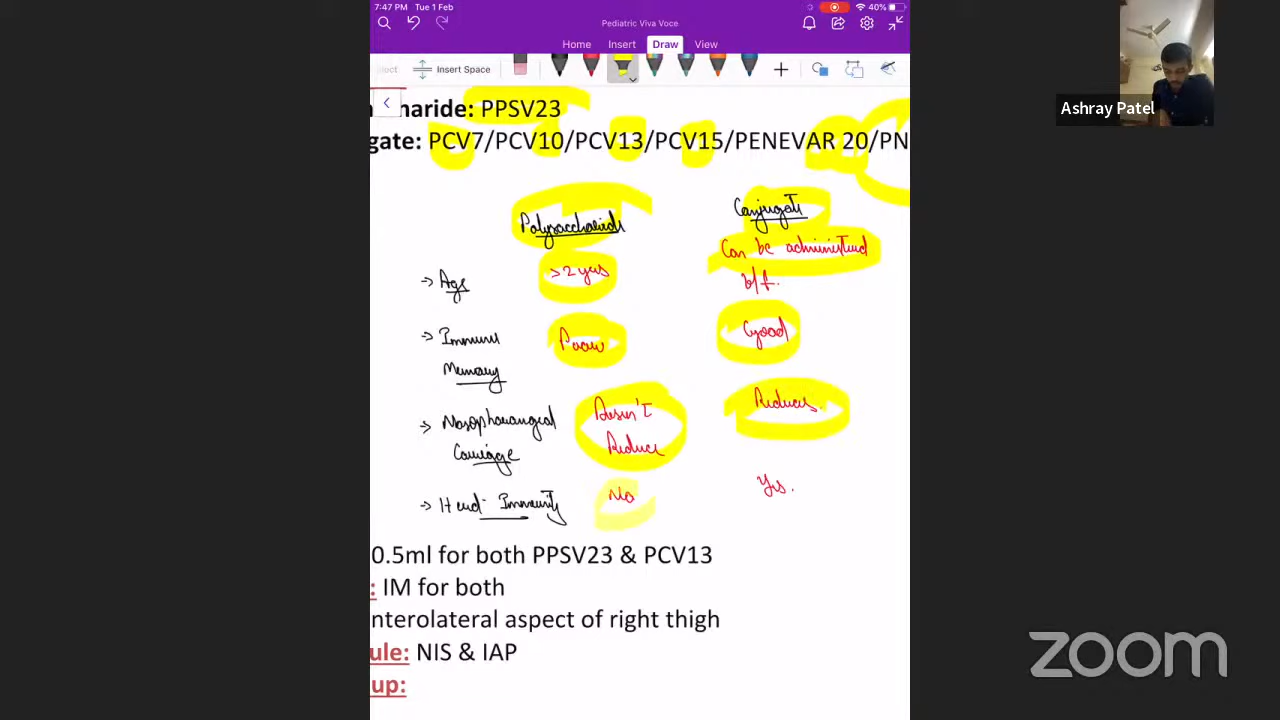 7:47 PM Tue 1 Feb
40%
Pediatric Viva Voce
Home Insert Draw View
Insert Space
Ashray Patel
haride: PPSV23
gate: PCV7/PCV10/PCV13/PCV15/PENEVAR 20/PN
Polysaccharide Conjugate
→ Age >2 yrs Can be administered b/f.
→ Immune Memory Poor Good
→ Nasopharangeal Carriage Doesn't Reduce Reduces.
→ Herd Immunity No Yes.
0.5ml for both PPSV23 & PCV13
: IM for both
nterolateral aspect of right thigh
ule: NIS & IAP
up:
zoom